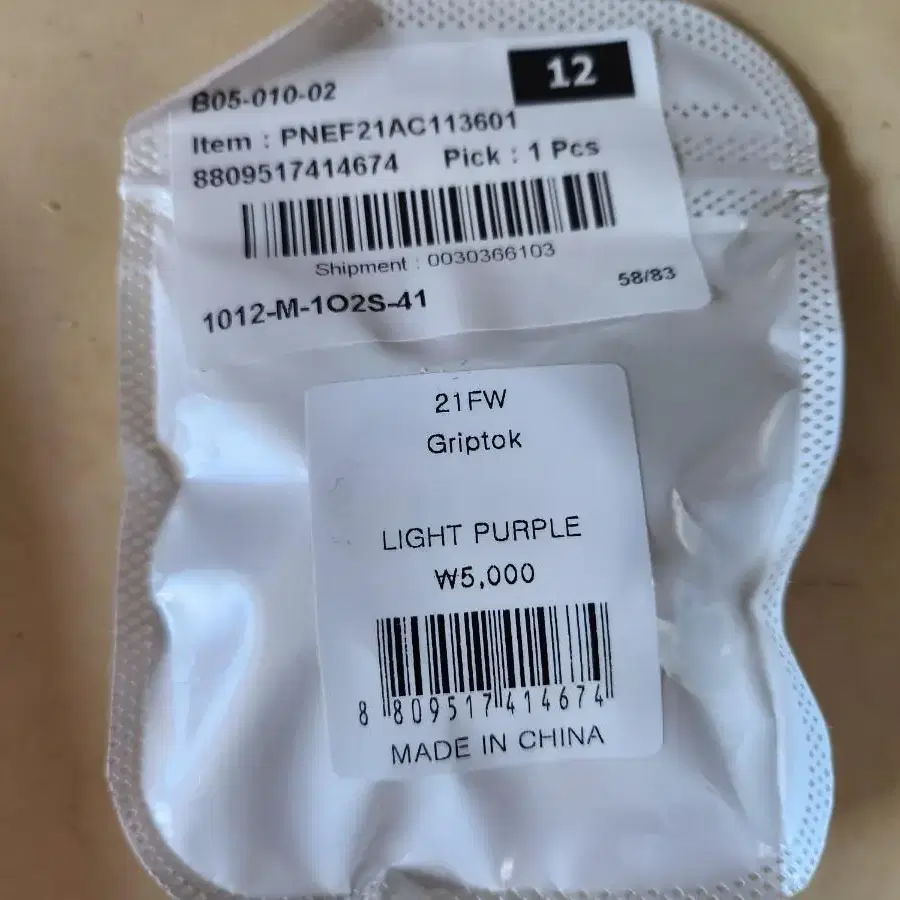 B05-010-02
12
Item : PNEF21AC113601
8809517414674 Pick : 1 Pcs
Shipment : 0030366103
58/83
1012-M-1O2S-41
21FW
Griptok
LIGHT PURPLE
₩5,000
8 809517 414674
MADE IN CHINA